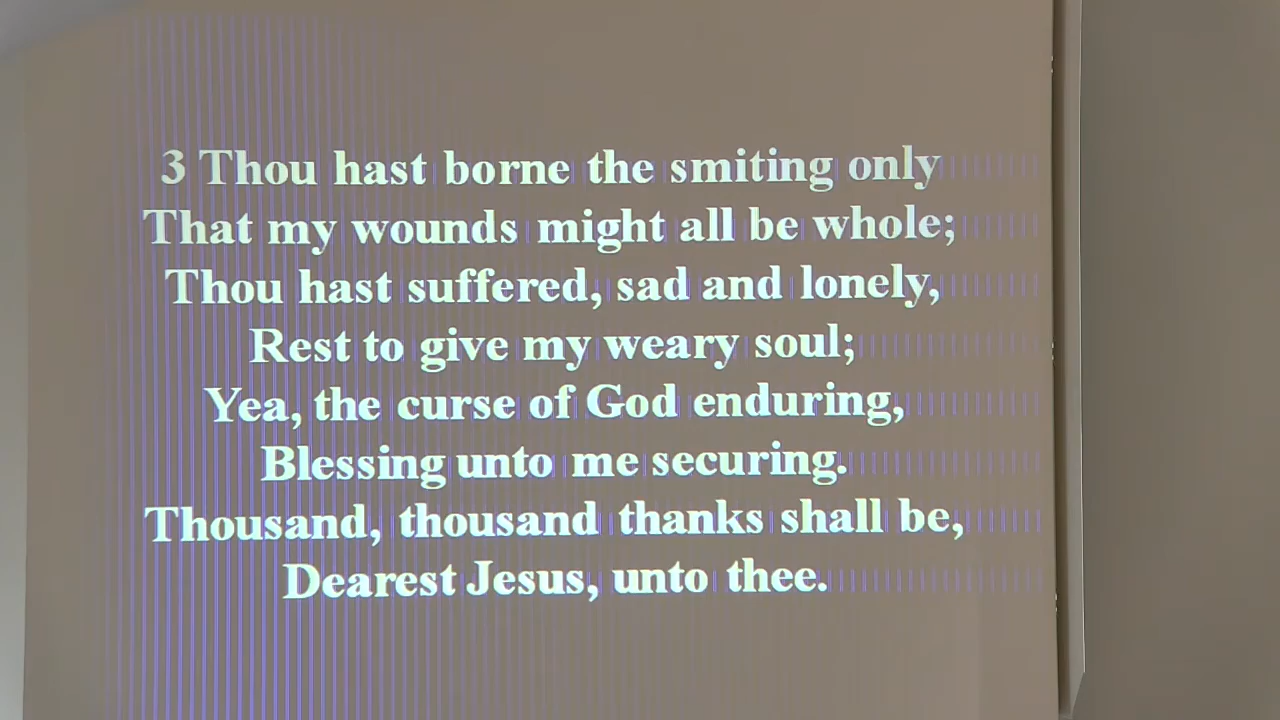 3 Thou hast borne the smiting only
That my wounds might all be whole;
Thou hast suffered, sad and lonely,
Rest to give my weary soul;
Yea, the curse of God enduring,
Blessing unto me securing.
Thousand, thousand thanks shall be,
Dearest Jesus, unto thee.